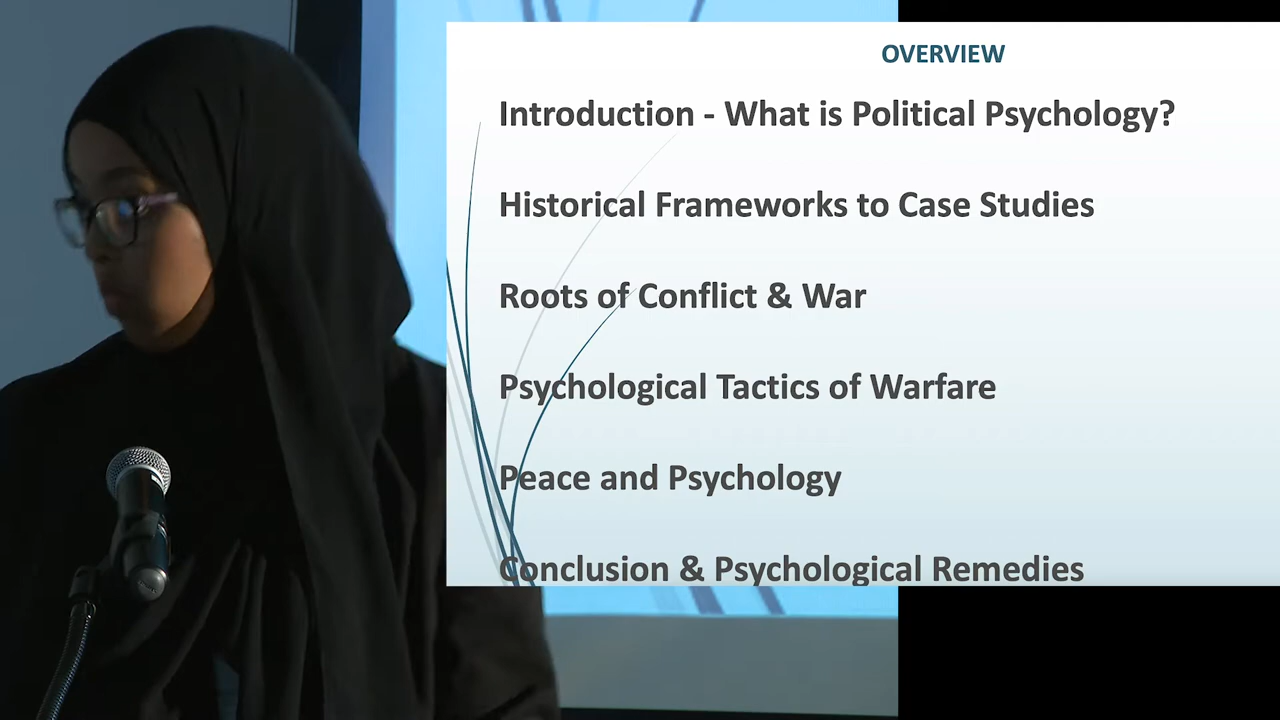 OVERVIEW
Introduction - What is Political Psychology?
Historical Frameworks to Case Studies
Roots of Conflict & War
Psychological Tactics of Warfare
Peace and Psychology
Conclusion & Psychological Remedies